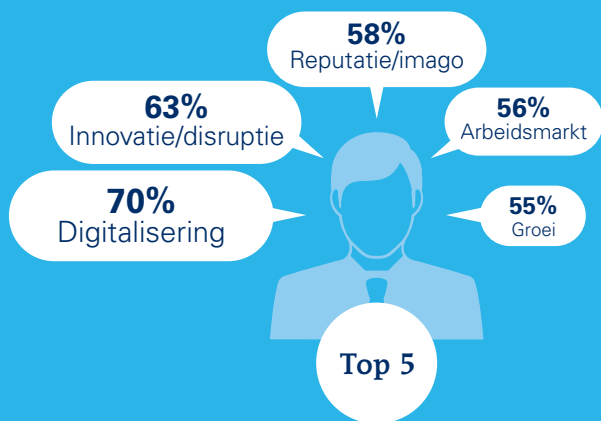 58%
Reputatie/imago
63%
Innovatie/disruptie
56%
Arbeidsmarkt
70%
Digitalisering
55%
Groei
Top 5